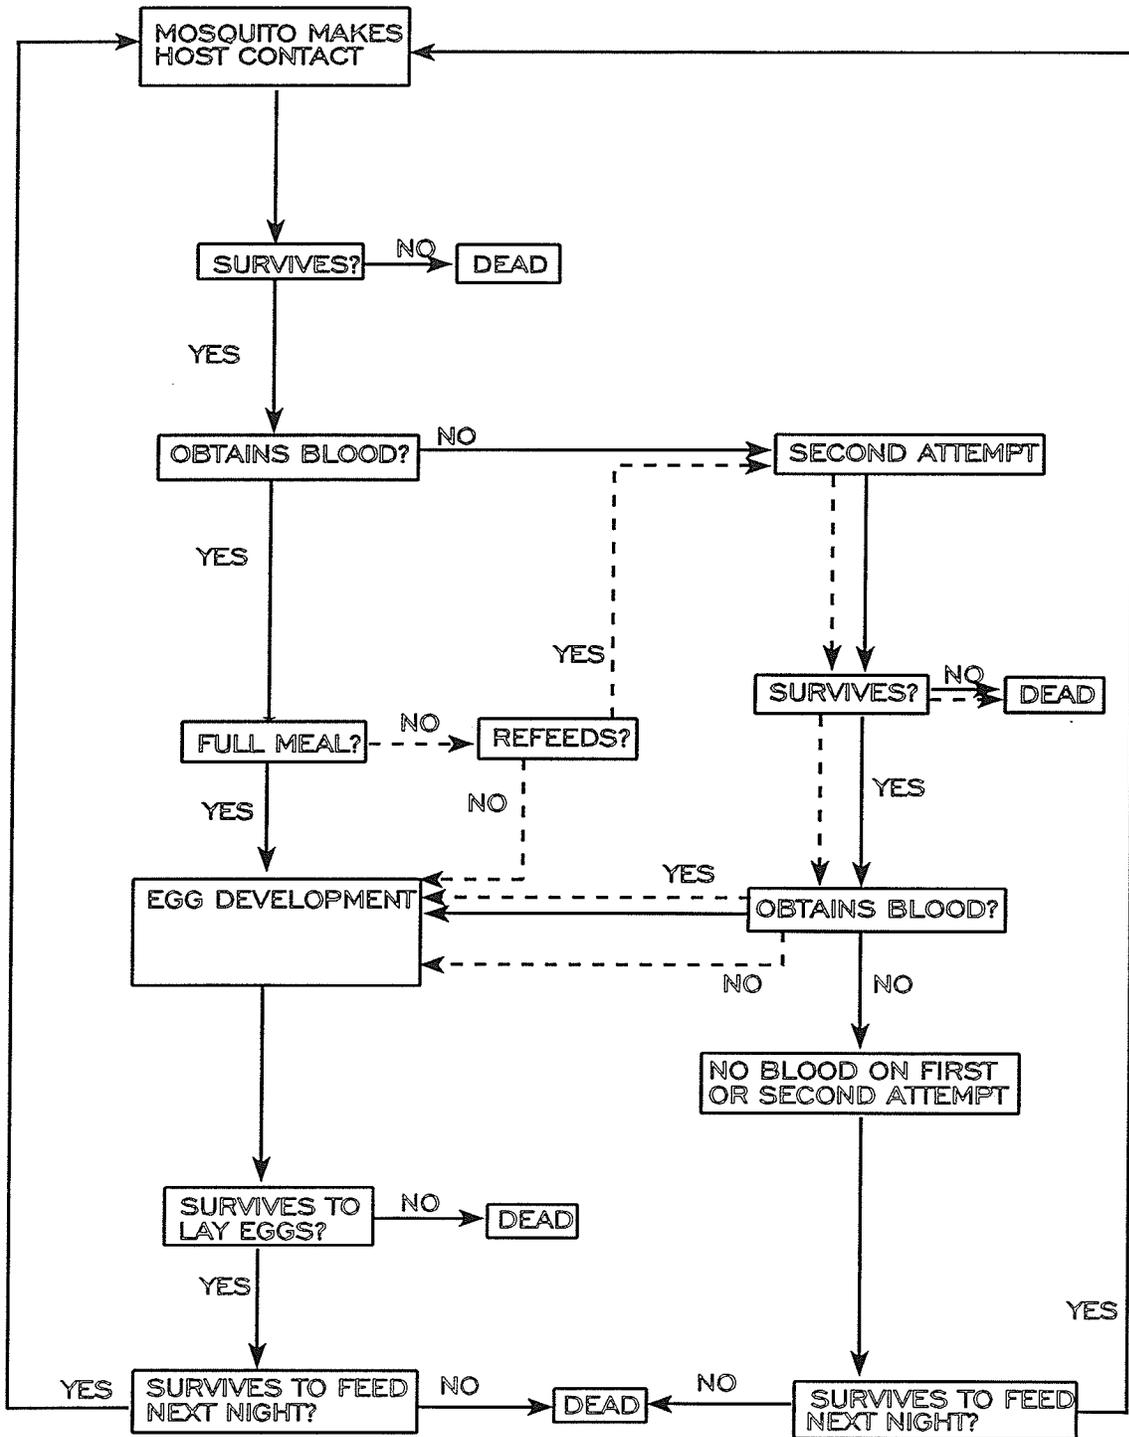 MOSQUITO MAKES
HOST CONTACT
SURVIVES?
NO
DEAD
YES
OBTAINS BLOOD?
NO
SECOND ATTEMPT
YES
YES
SURVIVES?
NO
DEAD
FULL MEAL?
NO
REFEEDS?
YES
NO
YES
EGG DEVELOPMENT
YES
OBTAINS BLOOD?
NO
NO
NO BLOOD ON FIRST
OR SECOND ATTEMPT
SURVIVES TO
LAY EGGS?
NO
DEAD
YES
YES
YES
SURVIVES TO FEED
NEXT NIGHT?
NO
DEAD
NO
SURVIVES TO FEED
NEXT NIGHT?